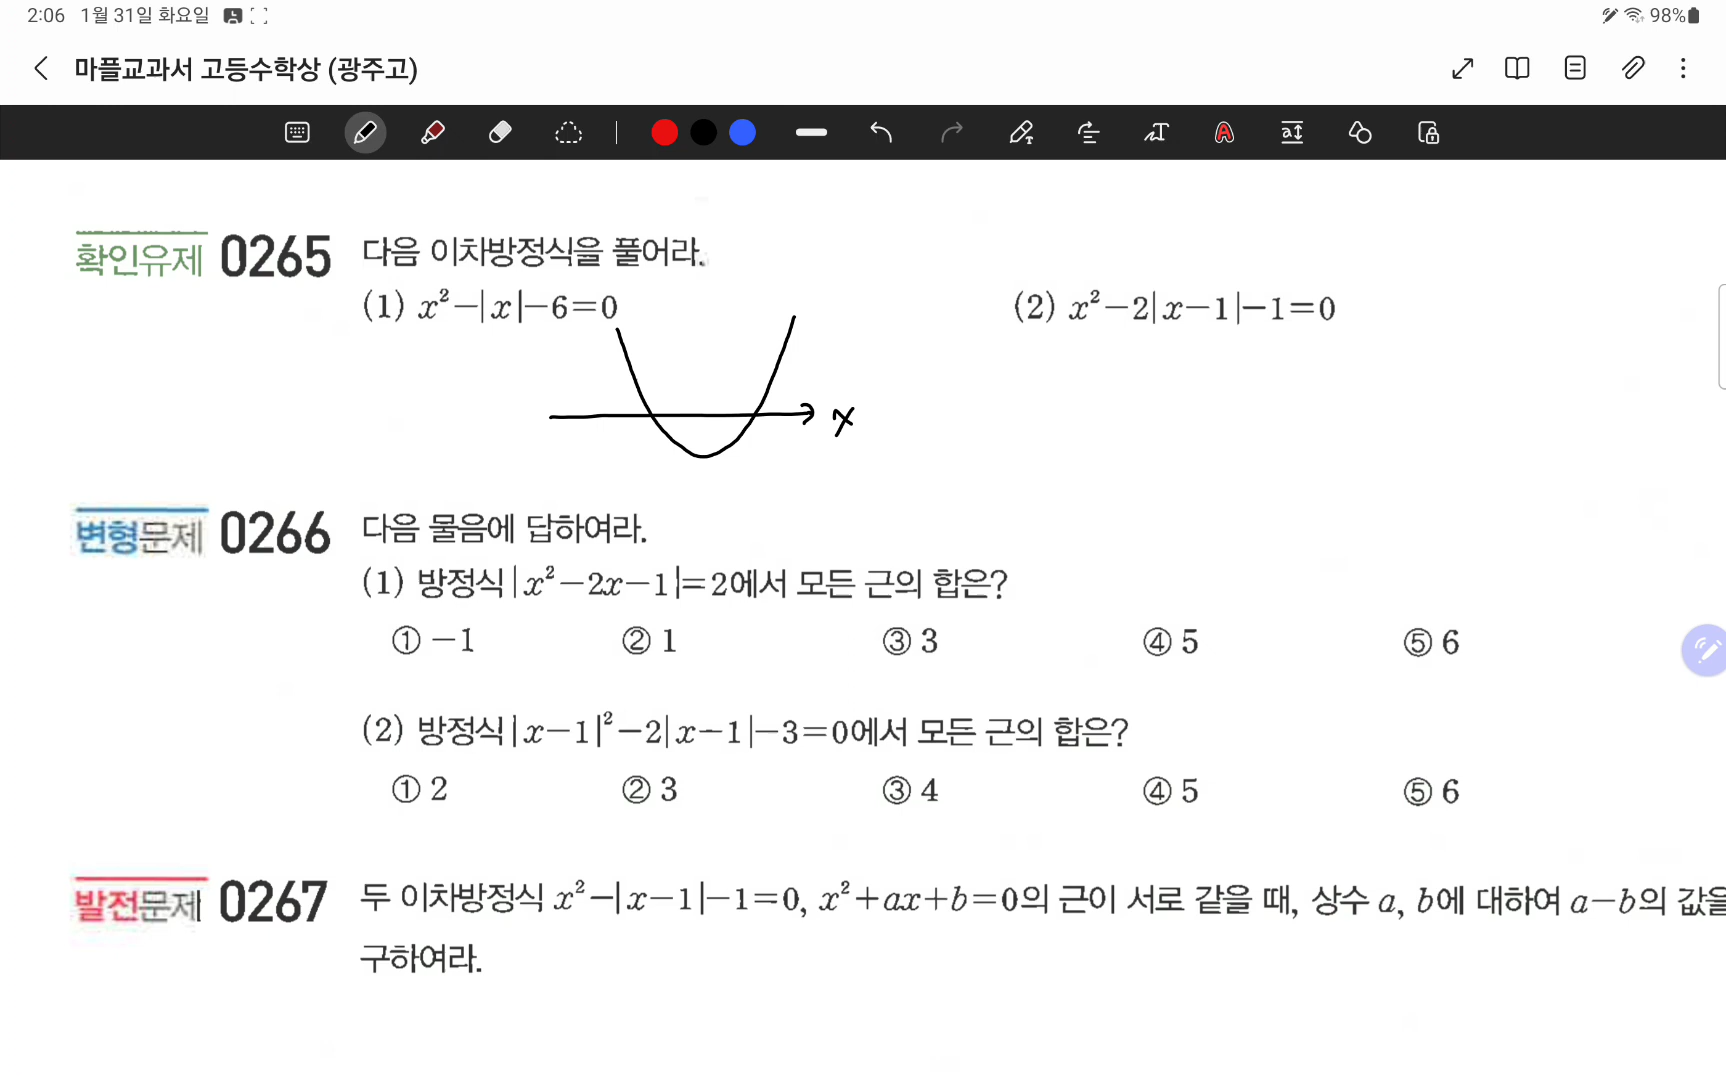 2:06 1월 31일 화요일 98%
마플교과서 고등수학상 (광주고)
확인유제 0265 다음 이차방정식을 풀어라.
(1) x²-|x|-6=0 (2) x²-2|x-1|-1=0
x
변형문제 0266 다음 물음에 답하여라.
(1) 방정식 |x²-2x-1|=2에서 모든 근의 합은?
① -1 ② 1 ③ 3 ④ 5 ⑤ 6
(2) 방정식 |x-1|²-2|x-1|-3=0에서 모든 근의 합은?
① 2 ② 3 ③ 4 ④ 5 ⑤ 6
발전문제 0267 두 이차방정식 x²-|x-1|-1=0, x²+ax+b=0의 근이 서로 같을 때, 상수 a, b에 대하여 a-b의 값을
구하여라.